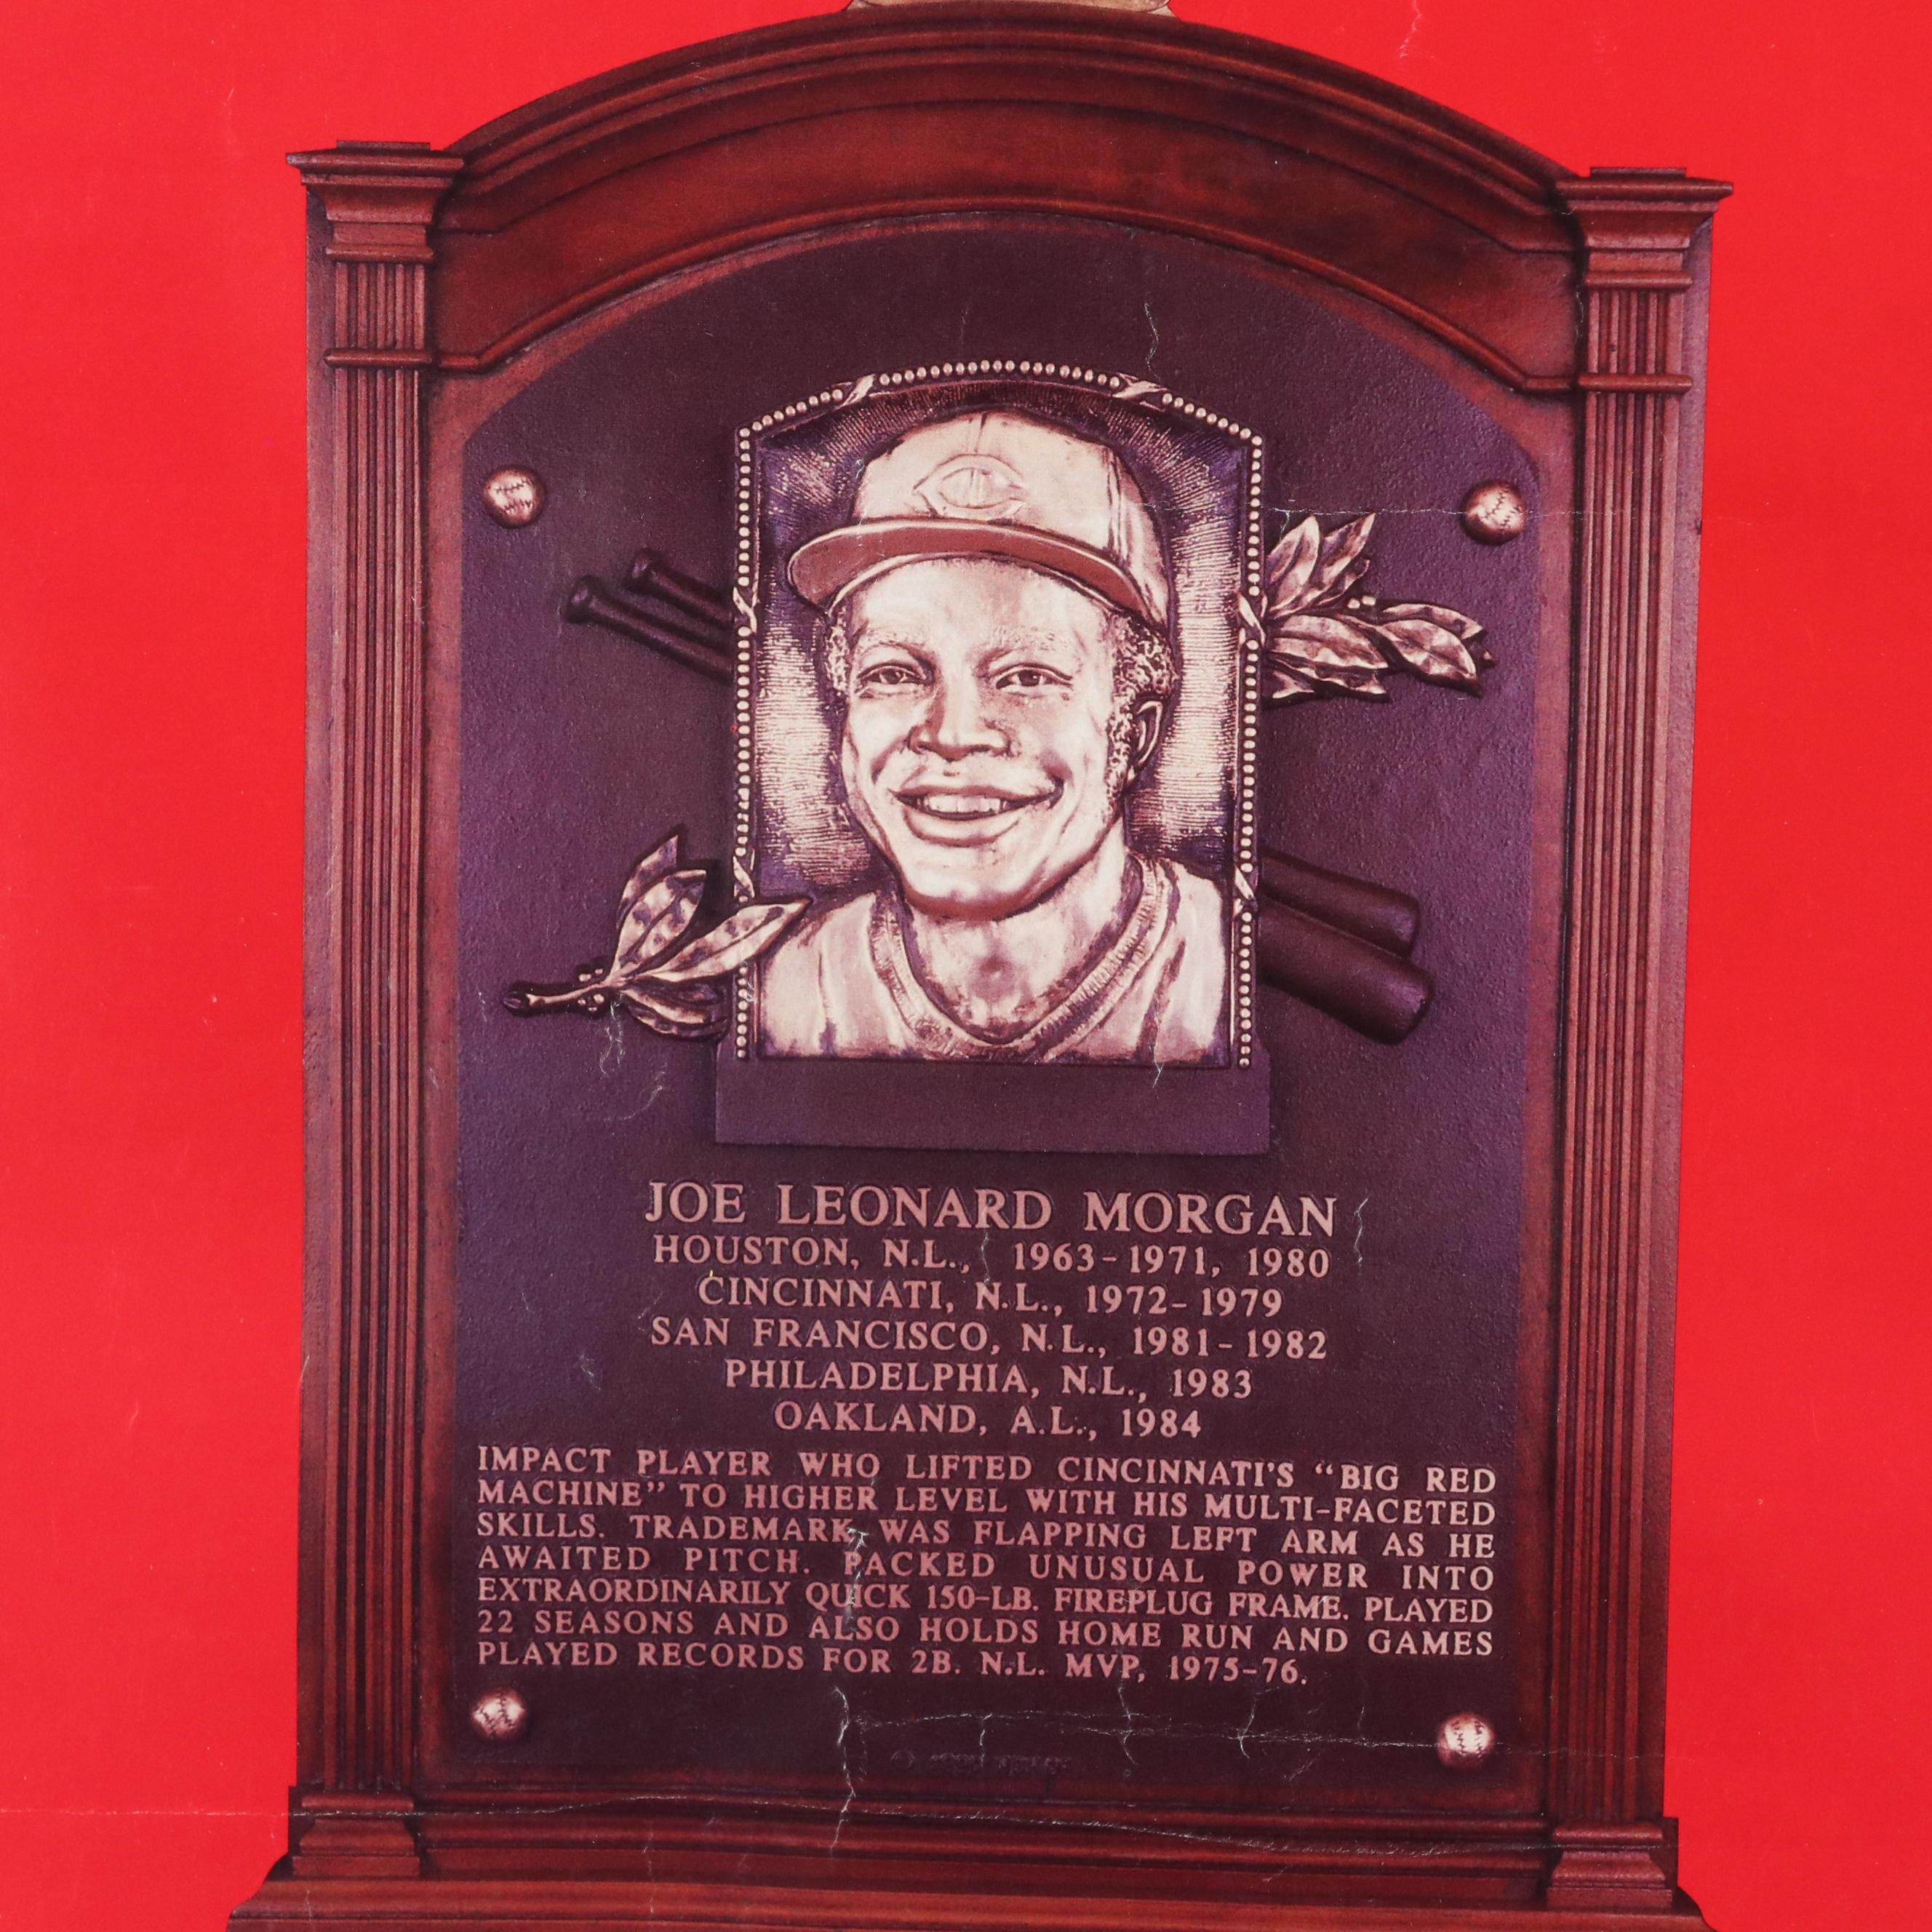 JOE LEONARD MORGAN
HOUSTON, N.L., 1963-1971, 1980
CINCINNATI, N.L., 1972-1979
SAN FRANCISCO, N.L., 1981-1982
PHILADELPHIA, N.L., 1983
OAKLAND, A.L., 1984
IMPACT PLAYER WHO LIFTED CINCINNATI'S "BIG RED
MACHINE" TO HIGHER LEVEL WITH HIS MULTI-FACETED
SKILLS. TRADEMARK WAS FLAPPING LEFT ARM AS HE
AWAITED PITCH. PACKED UNUSUAL POWER INTO
EXTRAORDINARILY QUICK 150-LB. FIREPLUG FRAME. PLAYED
22 SEASONS AND ALSO HOLDS HOME RUN AND GAMES
PLAYED RECORDS FOR 2B. N.L. MVP, 1975-76.